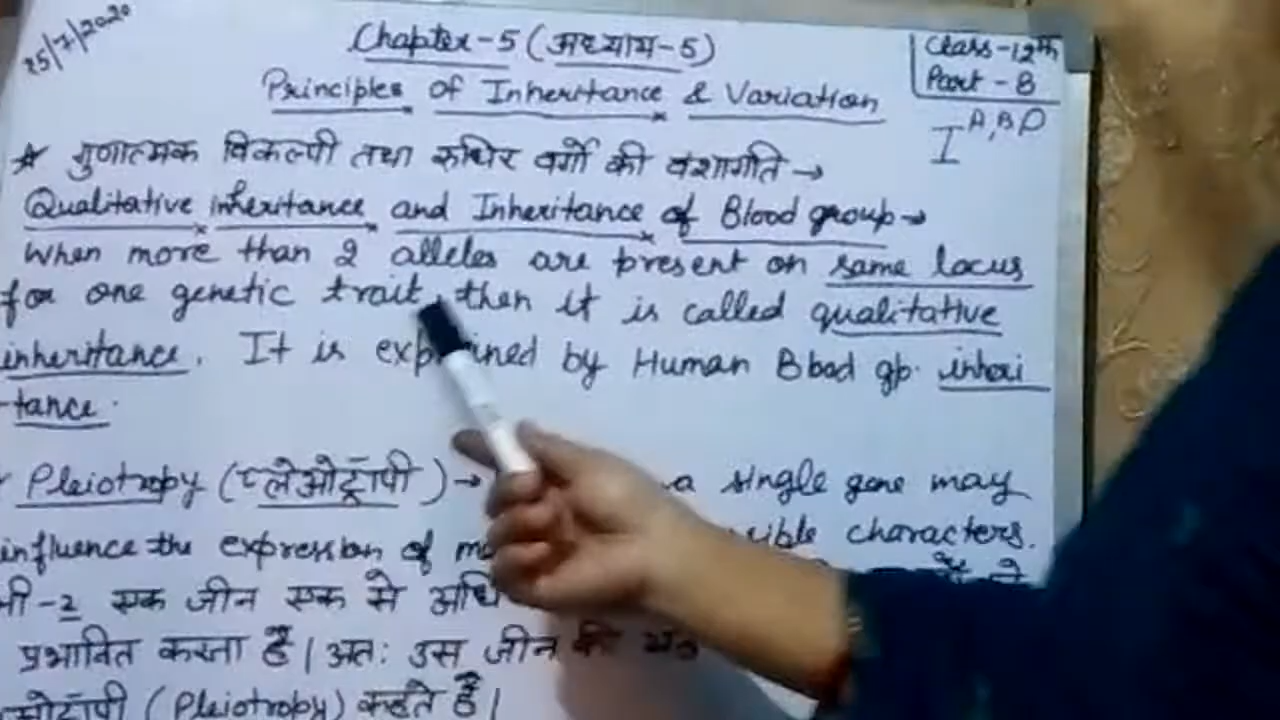 25/7/2020
Chapter-5 (अध्याय-5)
Class-12th
Part-8
Principles of Inheritance & Variation
I A,B,O
* गुणात्मक विकल्पी तथा रुधिर वर्गों की वंशागति →
Qualitative inheritance and Inheritance of Blood group →
When more than 2 alleles are present on same locus
for one genetic trait, then it is called qualitative
inheritance. It is by Human Blood gp. inheri
-tance.
Pleiotropy (प्लेओट्रॉपी) → a single gene may
influence the expression of characters.
-2 एक जीन एक से
प्रभावित करता है। अतः उस जीन की
(Pleiotropy) कहते हैं।